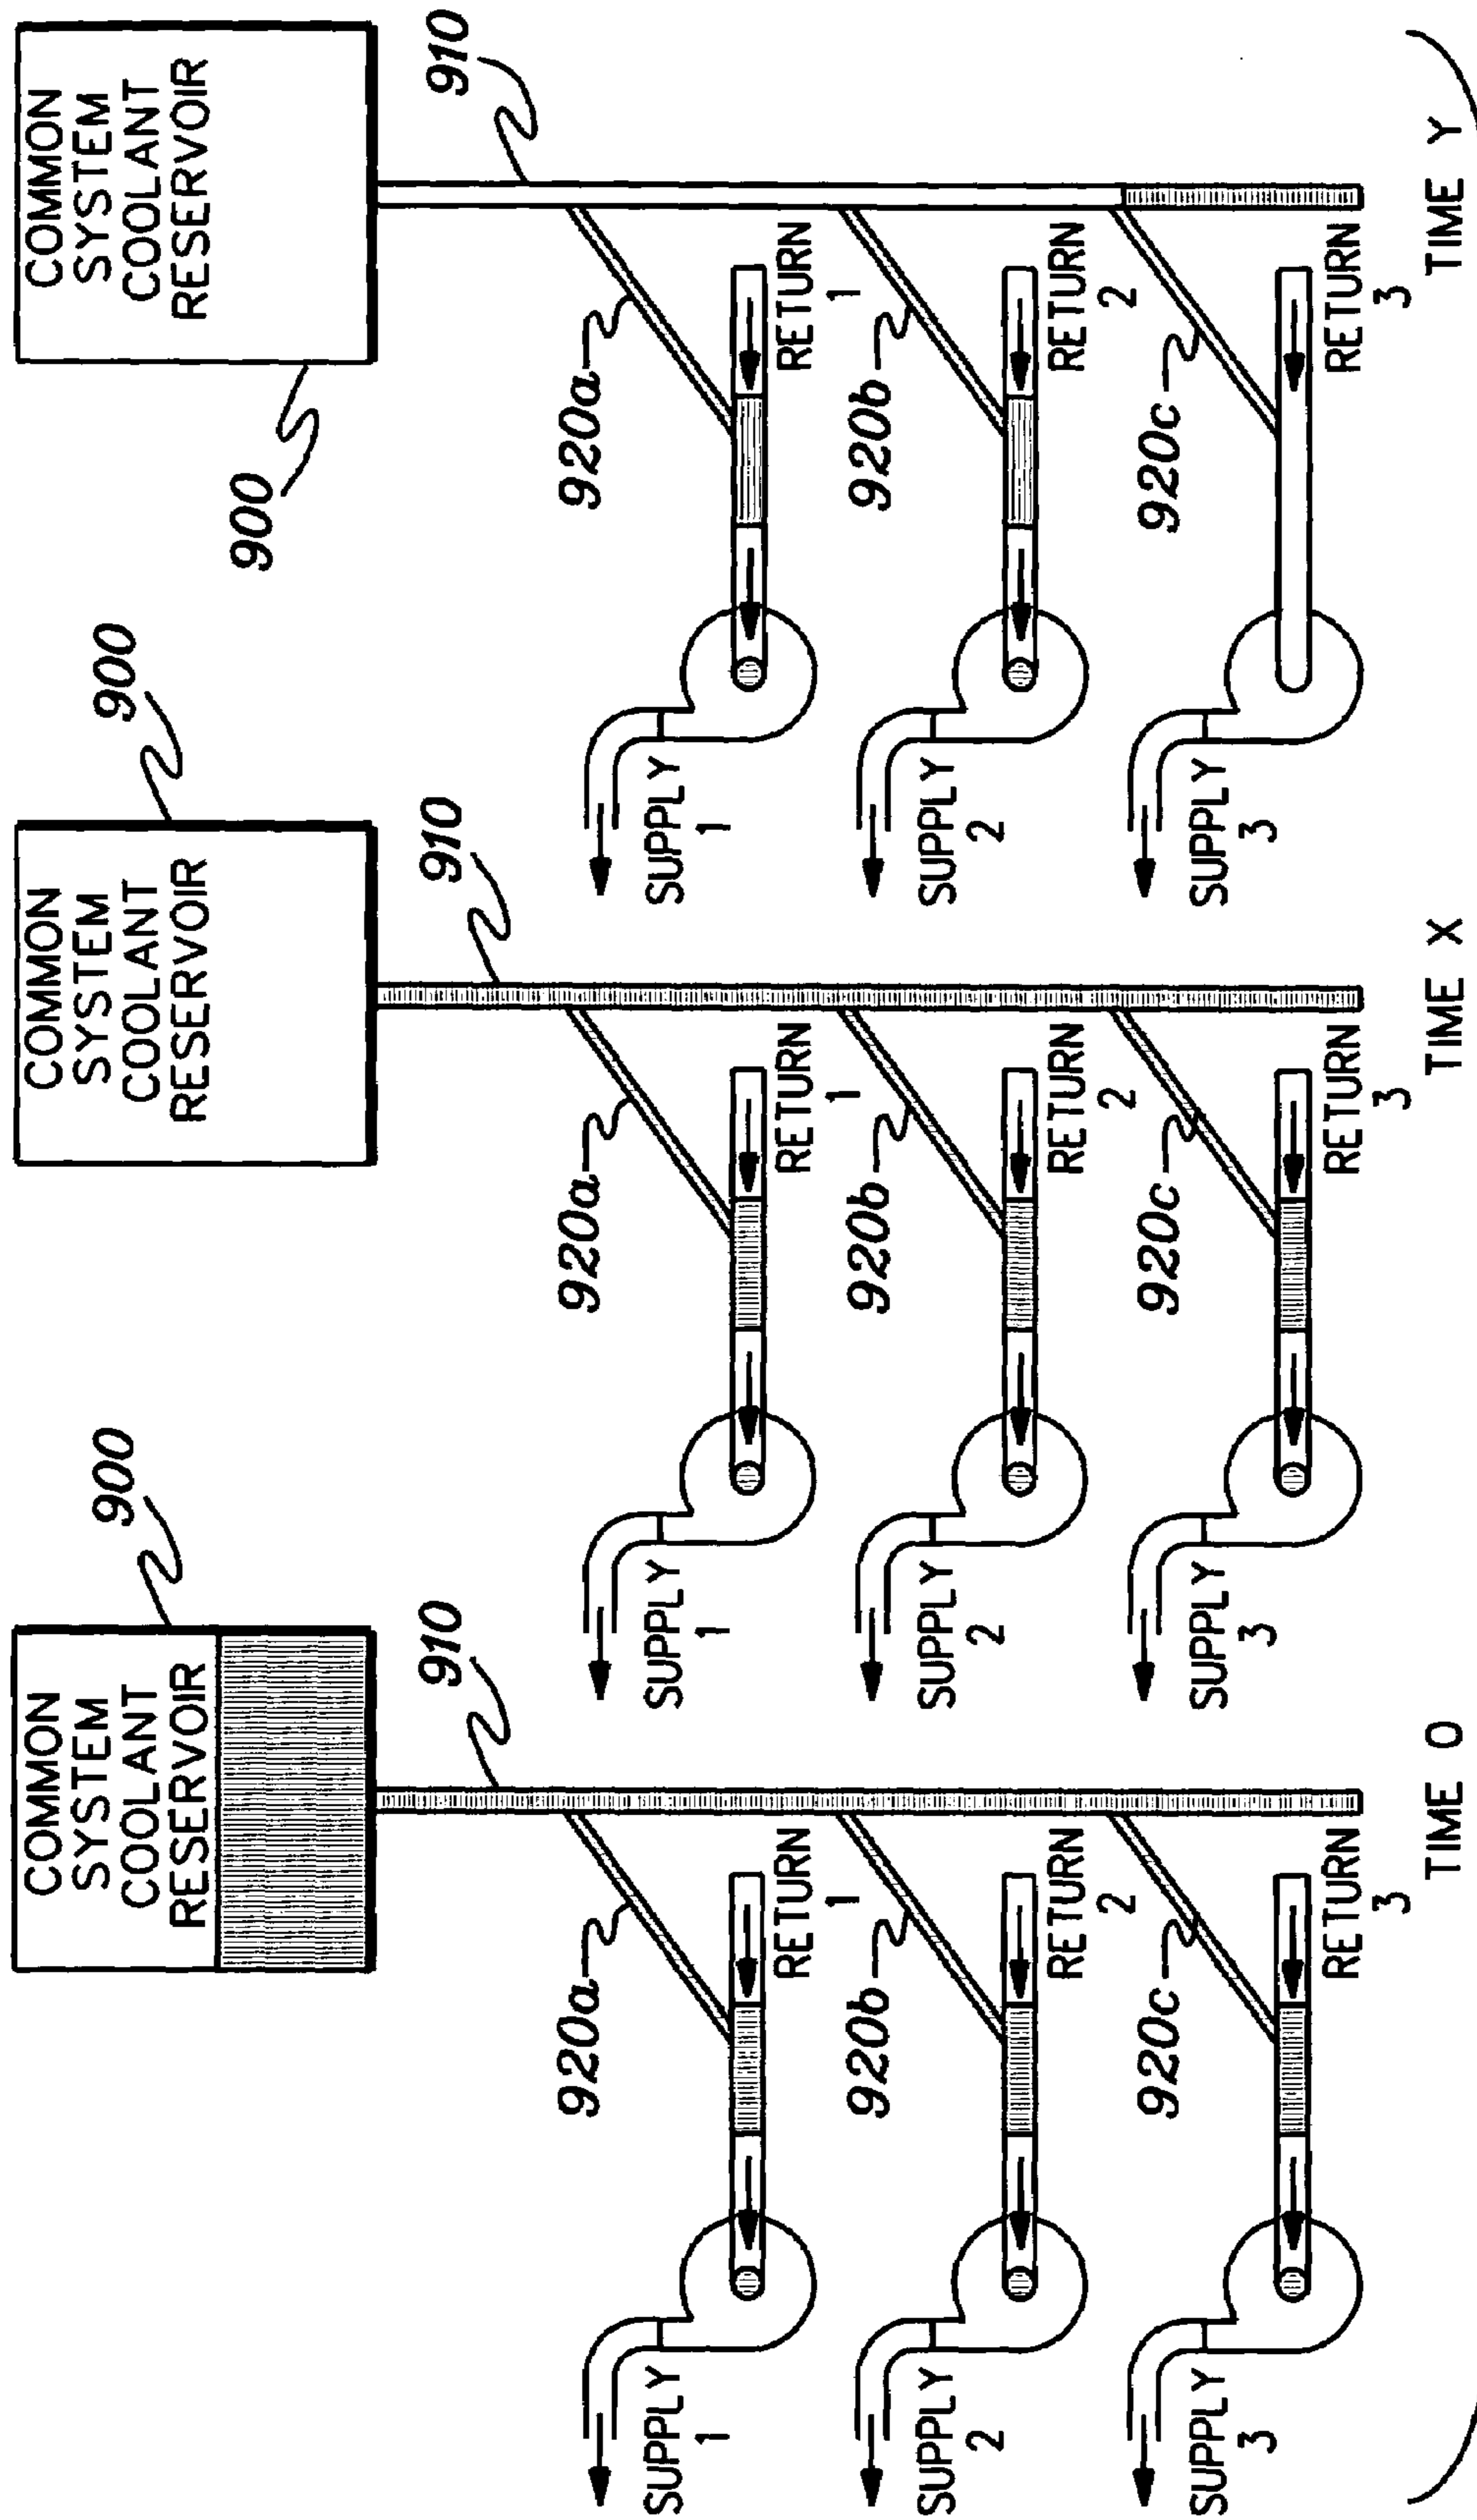 COMMON
SYSTEM
COOLANT
RESERVOIR
900
910
920a
RETURN
1
SUPPLY
1
920b
RETURN
2
SUPPLY
2
920c
RETURN
3
SUPPLY
3
TIME O
COMMON
SYSTEM
COOLANT
RESERVOIR
900
910
920a
RETURN
1
SUPPLY
1
920b
RETURN
2
SUPPLY
2
920c
RETURN
3
SUPPLY
3
TIME X
COMMON
SYSTEM
COOLANT
RESERVOIR
900
910
920a
RETURN
1
SUPPLY
1
920b
RETURN
2
SUPPLY
2
920c
RETURN
3
SUPPLY
3
TIME Y